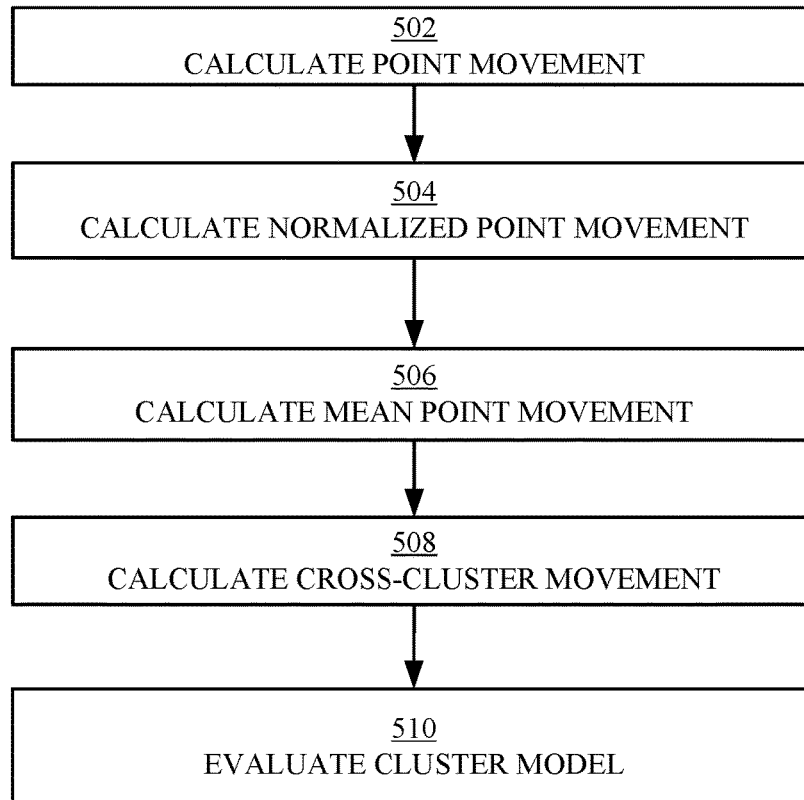 502
CALCULATE POINT MOVEMENT
504
CALCULATE NORMALIZED POINT MOVEMENT
506
CALCULATE MEAN POINT MOVEMENT
508
CALCULATE CROSS-CLUSTER MOVEMENT
510
EVALUATE CLUSTER MODEL